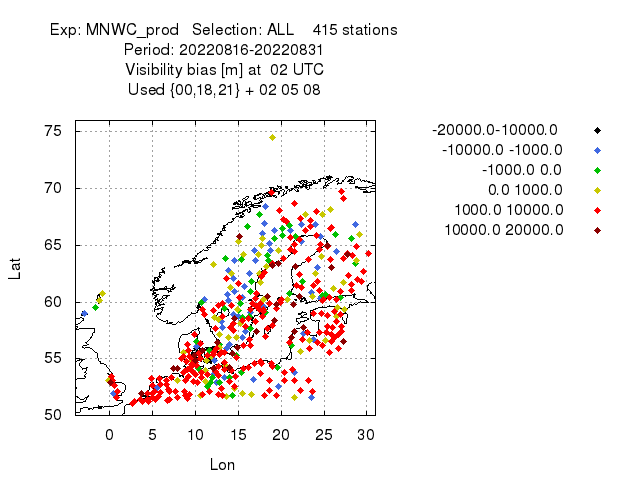 Exp: MNWC_prod Selection: ALL 415 stations
Period: 20220816-20220831
Visibility bias [m] at 02 UTC
Used {00,18,21} + 02 05 08
-20000.0-10000.0
-10000.0 -1000.0
-1000.0 0.0
0.0 1000.0
1000.0 10000.0
10000.0 20000.0
75
70
65
60
55
50
Lat
0 5 10 15 20 25 30
Lon